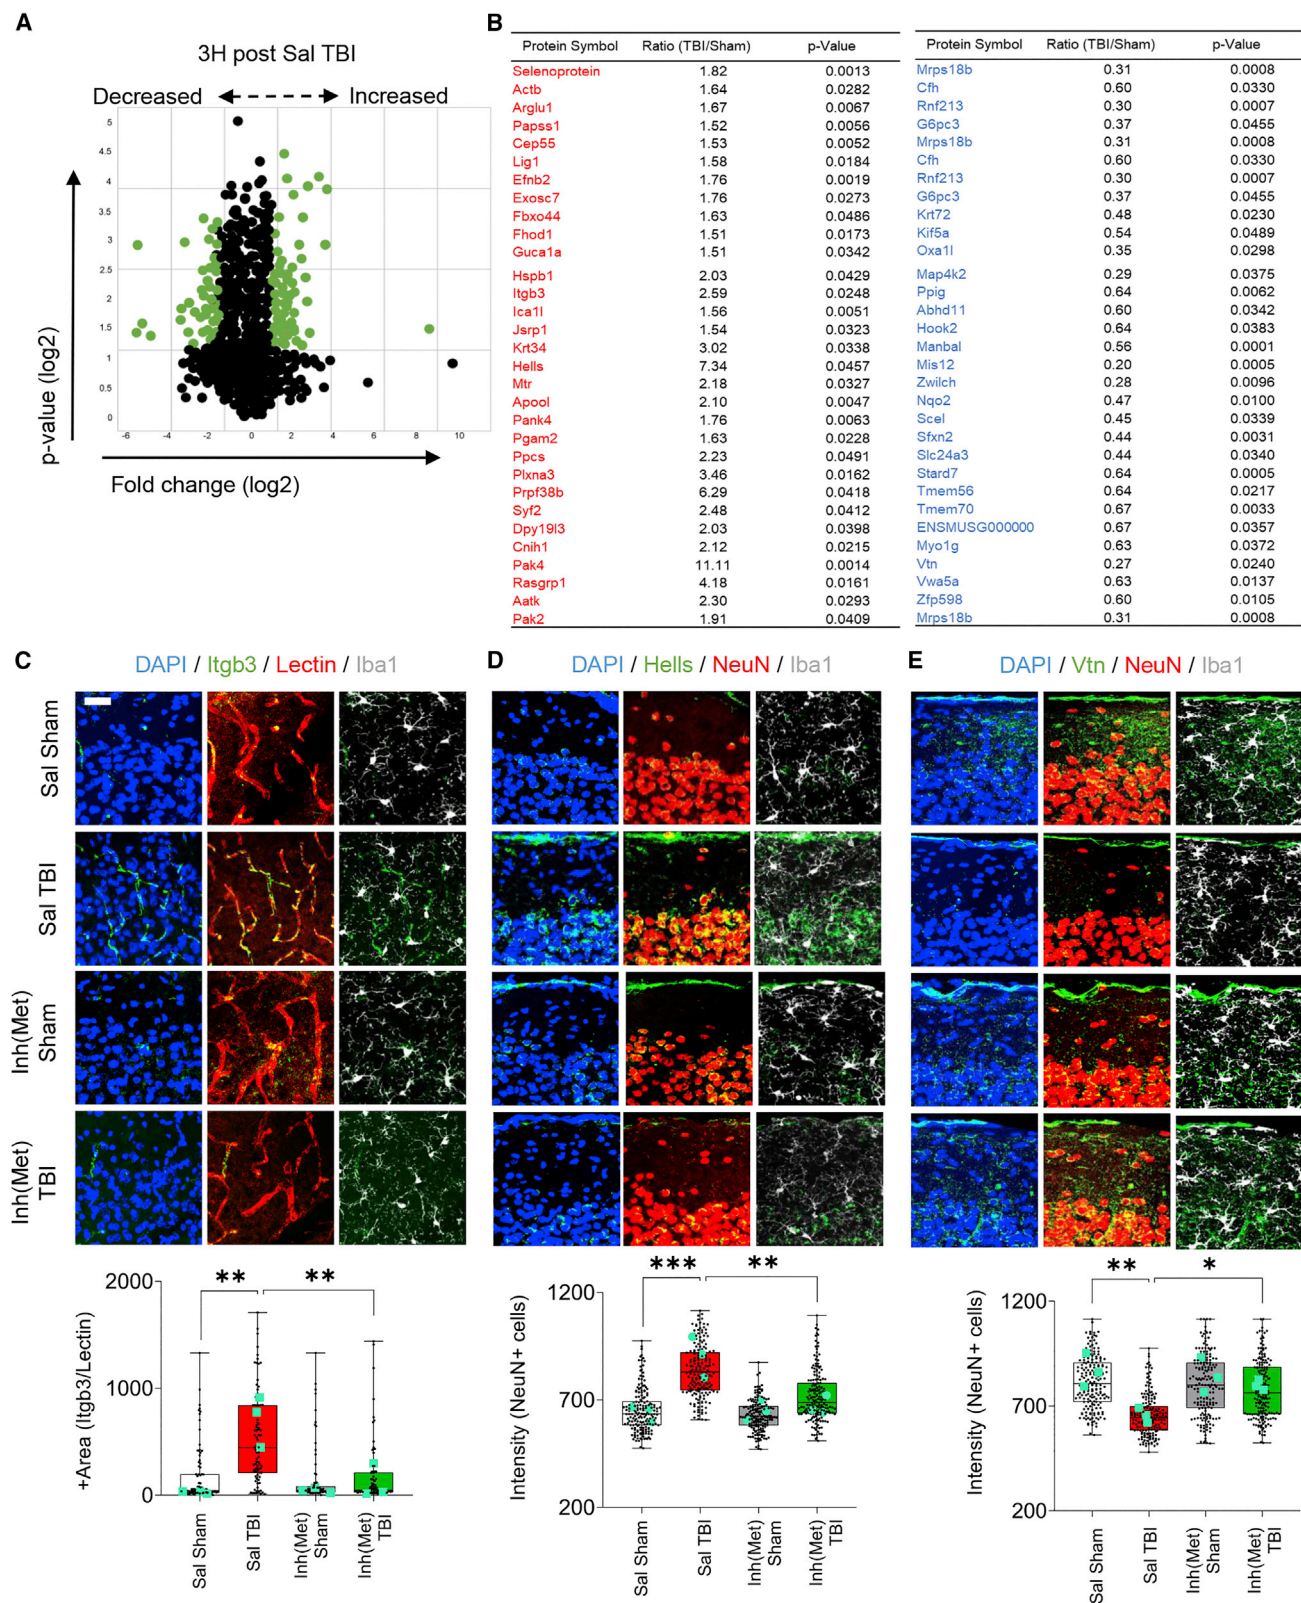 A
3H post Sal TBI
Decreased Increased
5
4.5
4
3.5
3
2.5
2
1.5
1
0.5
0
-6 -4 -2 0 2 4 6 8 10
p-value (log2)
Fold change (log2)
B
Protein Symbol Ratio (TBI/Sham) p-Value
Selenoprotein 1.82 0.0013
Actb 1.64 0.0282
Arglu1 1.67 0.0067
Papss1 1.52 0.0056
Cep55 1.53 0.0052
Lig1 1.58 0.0184
Efnb2 1.76 0.0019
Exosc7 1.76 0.0273
Fbxo44 1.63 0.0486
Fhod1 1.51 0.0173
Guca1a 1.51 0.0342
Hspb1 2.03 0.0429
Itgb3 2.59 0.0248
Ica1l 1.56 0.0051
Jsrp1 1.54 0.0323
Krt34 3.02 0.0338
Hells 7.34 0.0457
Mtr 2.18 0.0327
Apool 2.10 0.0047
Pank4 1.76 0.0063
Pgam2 1.63 0.0228
Ppcs 2.23 0.0491
Plxna3 3.46 0.0162
Prpf38b 6.29 0.0418
Syf2 2.48 0.0412
Dpy19l3 2.03 0.0398
Cnih1 2.12 0.0215
Pak4 11.11 0.0014
Rasgrp1 4.18 0.0161
Aatk 2.30 0.0293
Pak2 1.91 0.0409
Protein Symbol Ratio (TBI/Sham) p-Value
Mrps18b 0.31 0.0008
Cfh 0.60 0.0330
Rnf213 0.30 0.0007
G6pc3 0.37 0.0455
Mrps18b 0.31 0.0008
Cfh 0.60 0.0330
Rnf213 0.30 0.0007
G6pc3 0.37 0.0455
Krt72 0.48 0.0230
Kif5a 0.54 0.0489
Oxa1l 0.35 0.0298
Map4k2 0.29 0.0375
Ppig 0.64 0.0062
Abhd11 0.60 0.0342
Hook2 0.64 0.0383
Manbal 0.56 0.0001
Mis12 0.20 0.0005
Zwilch 0.28 0.0096
Nqo2 0.47 0.0100
Scel 0.45 0.0339
Sfxn2 0.44 0.0031
Slc24a3 0.44 0.0340
Stard7 0.64 0.0005
Tmem56 0.64 0.0217
Tmem70 0.67 0.0033
ENSMUSG000000 0.67 0.0357
Myo1g 0.63 0.0372
Vtn 0.27 0.0240
Vwa5a 0.63 0.0137
Zfp598 0.60 0.0105
Mrps18b 0.31 0.0008
C
DAPI / Itgb3 / Lectin / Iba1
Sal Sham
Sal TBI
Inh(Met)
Sham
Inh(Met)
TBI
** **
2000
1000
0
+Area (Itgb3/Lectin)
Sal Sham
Sal TBI
Inh(Met)
Sham
Inh(Met)
TBI
D
DAPI / Hells / NeuN / Iba1
*** **
1200
700
200
Intensity (NeuN+ cells)
Sal Sham
Sal TBI
Inh(Met)
Sham
Inh(Met)
TBI
E
DAPI / Vtn / NeuN / Iba1
** *
1200
700
200
Intensity (NeuN+ cells)
Sal Sham
Sal TBI
Inh(Met)
Sham
Inh(Met)
TBI